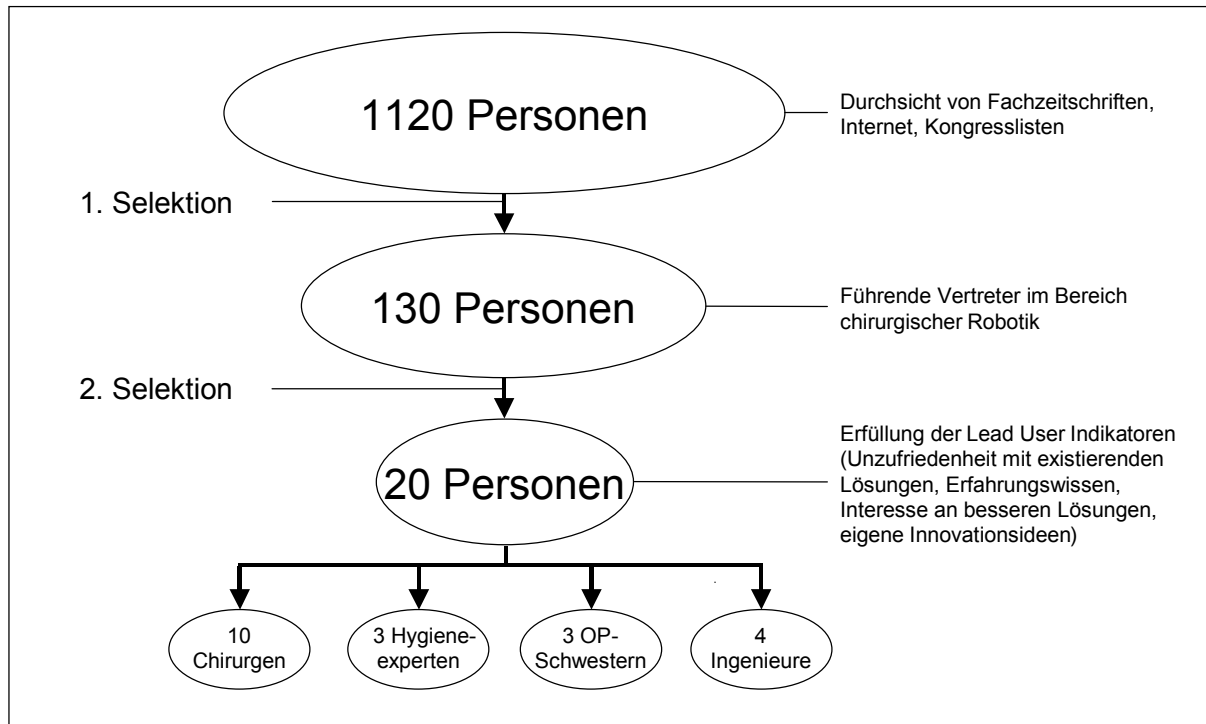 1120 Personen
Durchsicht von Fachzeitschriften,
Internet, Kongresslisten
1. Selektion
130 Personen
Führende Vertreter im Bereich
chirurgischer Robotik
2. Selektion
20 Personen
Erfüllung der Lead User Indikatoren
(Unzufriedenheit mit existierenden
Lösungen, Erfahrungswissen,
Interesse an besseren Lösungen,
eigene Innovationsideen)
10
Chirurgen
3 Hygiene-
experten
3 OP-
Schwestern
4
Ingenieure